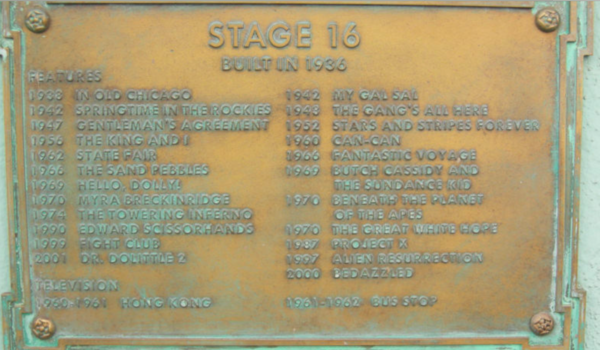 STAGE 16
BUILT IN 1936
FEATURES
1938 IN OLD CHICAGO
1942 SPRINGTIME IN THE ROCKIES
1947 GENTLEMAN'S AGREEMENT
1956 THE KING AND I
1962 STATE FAIR
1966 THE SAND PEBBLES
1969 HELLO, DOLLY!
1970 MYRA BRECKINRIDGE
1974 THE TOWERING INFERNO
1990 EDWARD SCISSORHANDS
1999 FIGHT CLUB
2001 DR. DOLITTLE 2
1942 MY GAL SAL
1943 THE GANG'S ALL HERE
1952 STARS AND STRIPES FOREVER
1960 CAN-CAN
1966 FANTASTIC VOYAGE
1969 BUTCH CASSIDY AND
THE SUNDANCE KID
1970 BENEATH THE PLANET
OF THE APES
1970 THE GREAT WHITE HOPE
1987 PROJECT X
1997 ALIEN RESURRECTION
2000 BEDAZZLED
TELEVISION
1960-1961 HONG KONG
1961-1962 BUS STOP